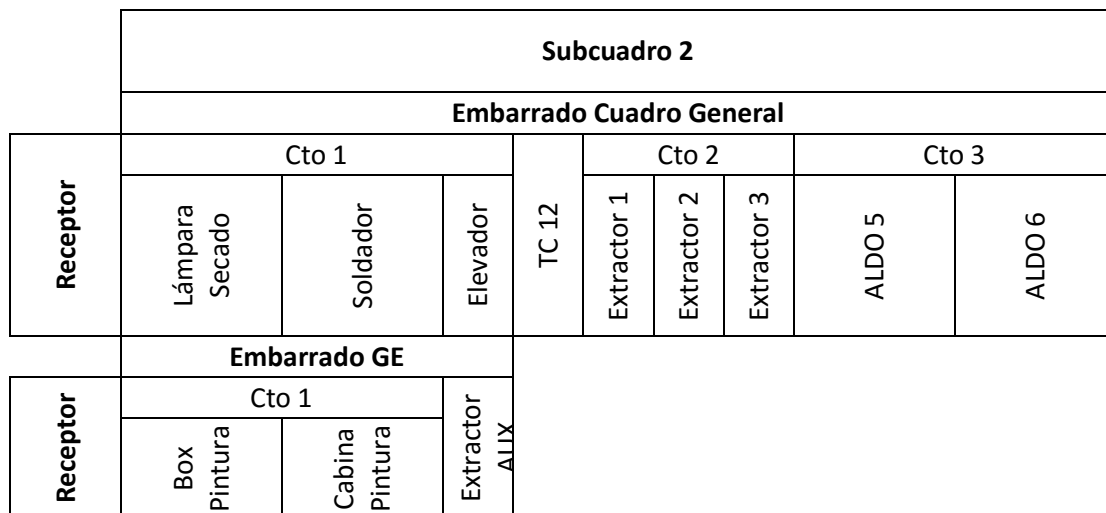 Subcuadro 2
Embarrado Cuadro General
Receptor
Cto 1
Cto 2
Cto 3
Lámpara
Secado
Soldador
Elevador
TC 12
Extractor 1
Extractor 2
Extractor 3
ALDO 5
ALDO 6
Embarrado GE
Receptor
Cto 1
Box
Pintura
Cabina
Pintura
Extractor
AUX